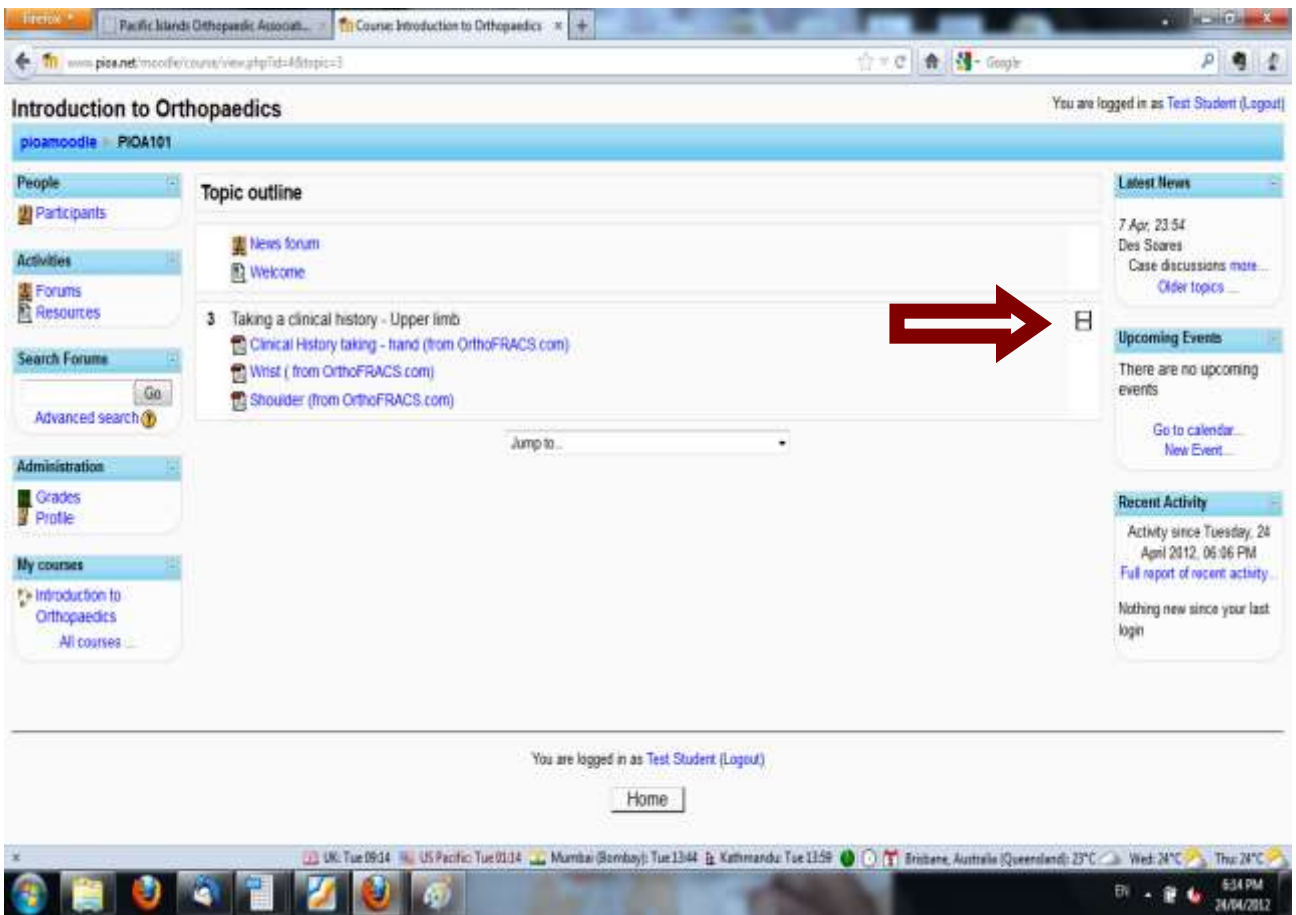 Firefox
Pacific Islands Orthopaedic Associati...
Course: Introduction to Orthopaedics × +
www.pioa.net/moodle/course/view.php?id=4&topic=3
Google
Introduction to Orthopaedics
You are logged in as Test Student (Logout)
pioamoodle PIOA101
People
Participants
Activities
Forums
Resources
Search Forums
Go
Advanced search
Administration
Grades
Profile
My courses
Introduction to
Orthopaedics
All courses ...
Topic outline
News forum
Welcome
3 Taking a clinical history - Upper limb
Clinical History taking - hand (from OrthoFRACS.com)
Wrist ( from OrthoFRACS.com)
Shoulder (from OrthoFRACS.com)
Jump to...
Latest News
7 Apr, 23:54
Des Soares
Case discussions more...
Older topics ...
Upcoming Events
There are no upcoming
events
Go to calendar...
New Event...
Recent Activity
Activity since Tuesday, 24
April 2012, 06:06 PM
Full report of recent activity...
Nothing new since your last
login
You are logged in as Test Student (Logout)
Home
UK: Tue 09:14 US Pacific: Tue 01:14 Mumbai (Bombay): Tue 13:44 Kathmandu: Tue 13:59 Brisbane, Australia (Queensland): 23°C Wed: 24°C Thu: 24°C
EN 6:14 PM
24/04/2012